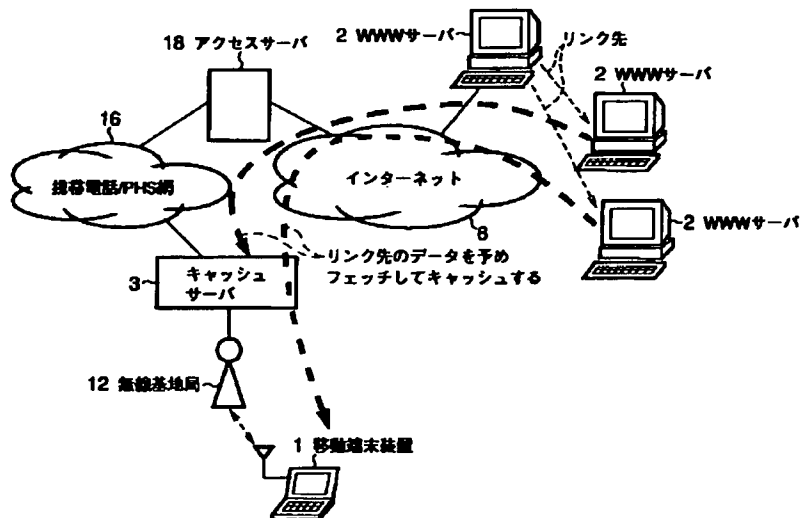 2 WWWサーバ
リンク先
18 アクセスサーバ
2 WWWサーバ
16
携帯電話/PHS網
インターネット
8
2 WWWサーバ
リンク先のデータを予め
フェッチしてキャッシュする
3
キャッシュ
サーバ
12 無線基地局
1 移動端末装置